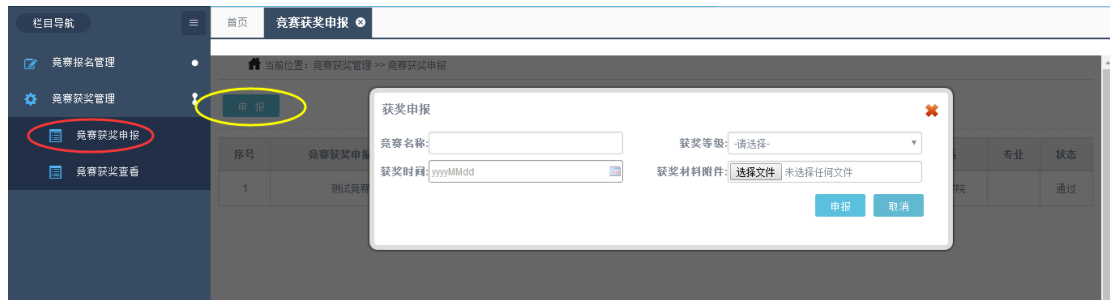 栏目导航
首页 竞赛获奖申报
竞赛报名管理
竞赛获奖管理
竞赛获奖申报
竞赛获奖查看
当前位置：竞赛获奖管理 >> 竞赛获奖申报
申 报
序号 竞赛获奖申报 专业 状态
1 测试竞赛 院 通过
获奖申报
竞赛名称: 获奖等级: -请选择-
获奖时间: yyyyMMdd 获奖材料附件: 选择文件 未选择任何文件
申报 取消